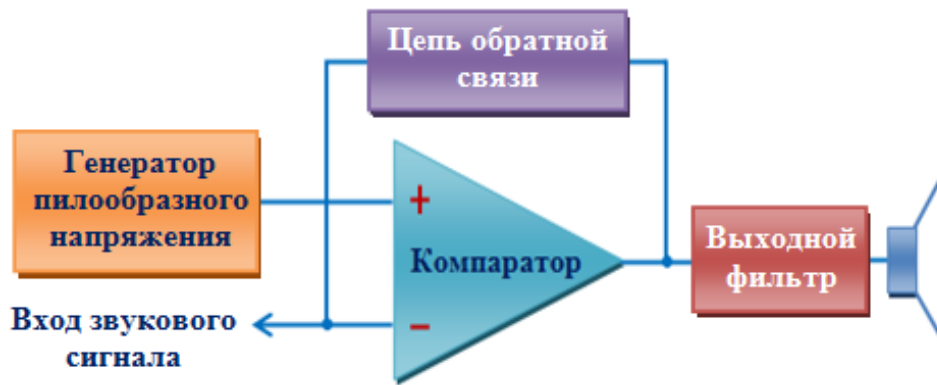 Цепь обратной
связи
Генератор
пилообразного
напряжения
+
Компаратор
Выходной
фильтр
Вход звукового
сигнала
−